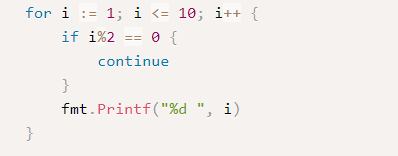 for i := 1; i <= 10; i++ {
    if i%2 == 0 {
        continue
    }
    fmt.Printf("%d ", i)
}